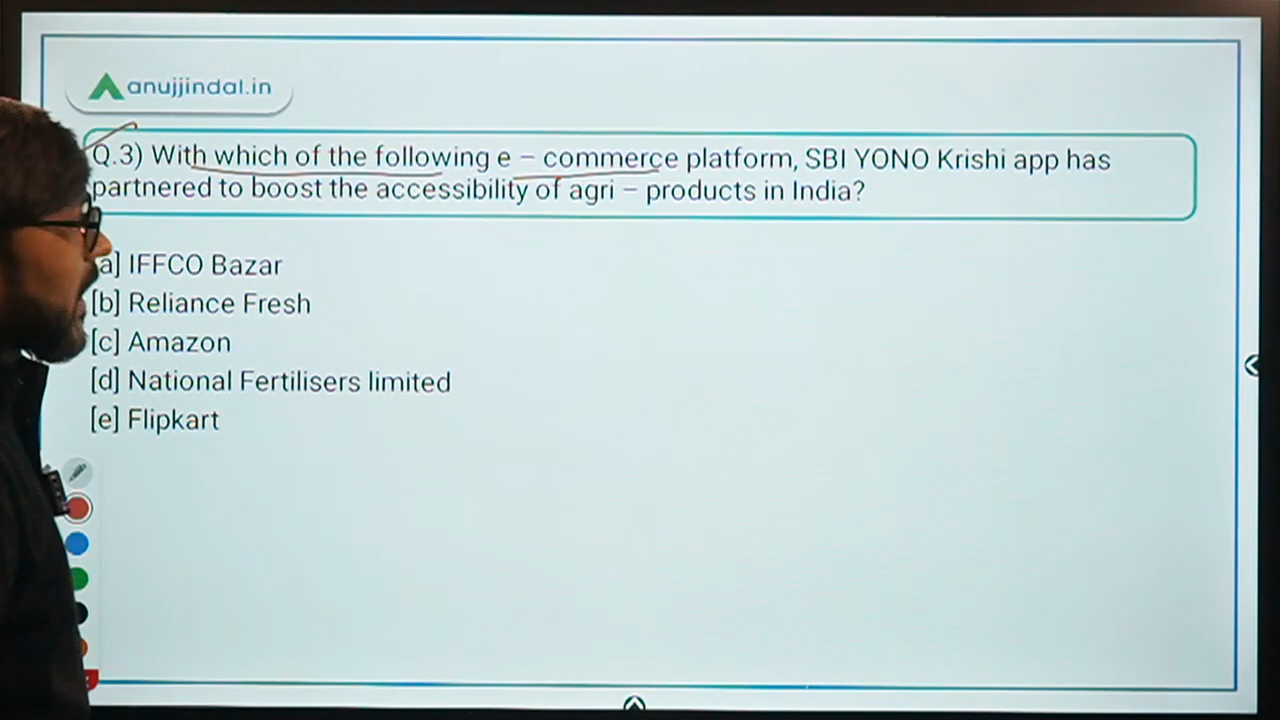 anujjindal.in
Q.3) With which of the following e – commerce platform, SBI YONO Krishi app has
partnered to boost the accessibility of agri – products in India?
a] IFFCO Bazar
[b] Reliance Fresh
[c] Amazon
[d] National Fertilisers limited
[e] Flipkart